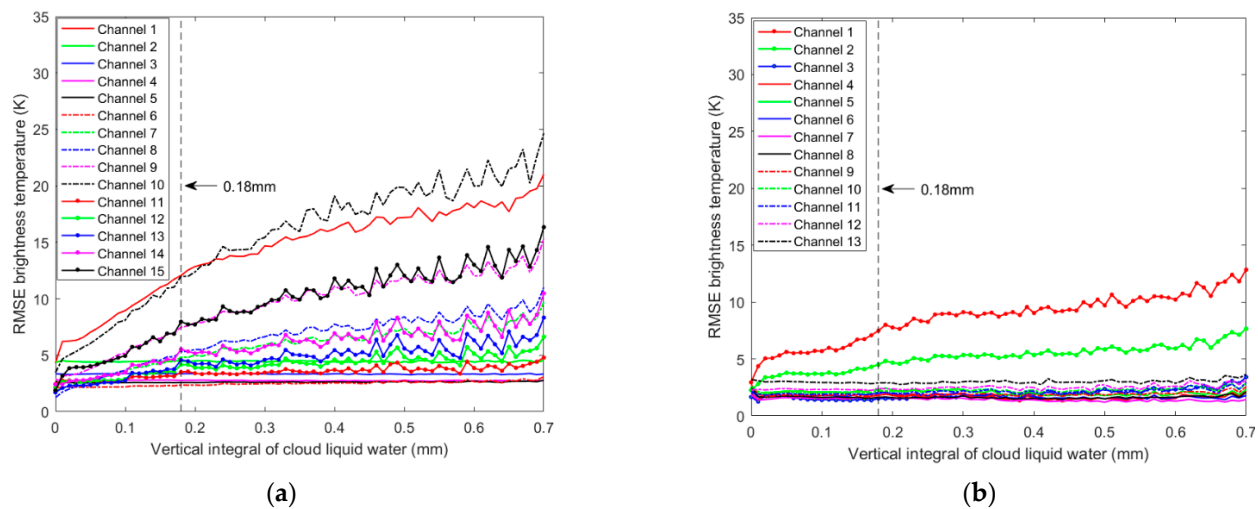 35
30
25
20
15
10
5
0
RMSE brightness temperature (K)
Channel 1
Channel 2
Channel 3
Channel 4
Channel 5
Channel 6
Channel 7
Channel 8
Channel 9
Channel 10
Channel 11
Channel 12
Channel 13
Channel 14
Channel 15
0.18mm
0 0.1 0.2 0.3 0.4 0.5 0.6 0.7
Vertical integral of cloud liquid water (mm)
(a)
35
30
25
20
15
10
5
0
RMSE brightness temperature (K)
Channel 1
Channel 2
Channel 3
Channel 4
Channel 5
Channel 6
Channel 7
Channel 8
Channel 9
Channel 10
Channel 11
Channel 12
Channel 13
0.18mm
0 0.1 0.2 0.3 0.4 0.5 0.6 0.7
Vertical integral of cloud liquid water (mm)
(b)